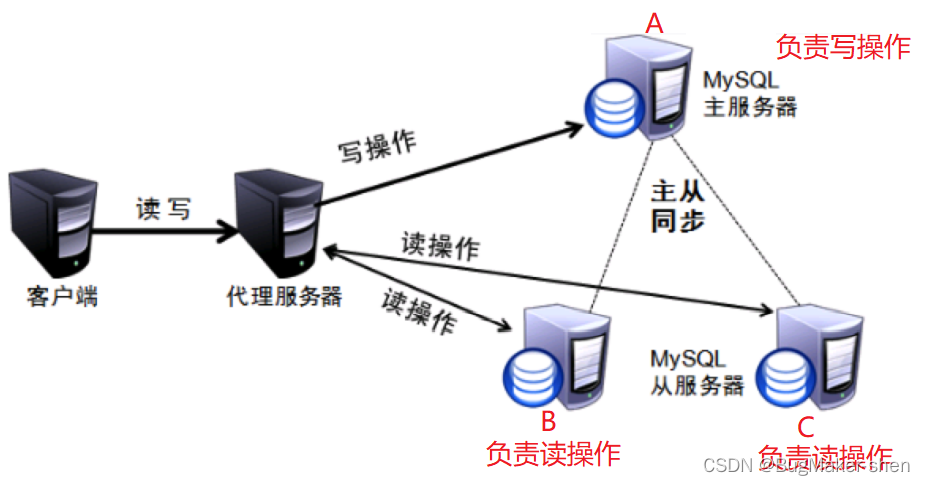 A
负责写操作
MySQL
主服务器
写操作
读 写
主从
同步
读操作
客户端
代理服务器
读操作
MySQL
从服务器
B
负责读操作
C
负责读操作
CSDN @BugMaker-shen